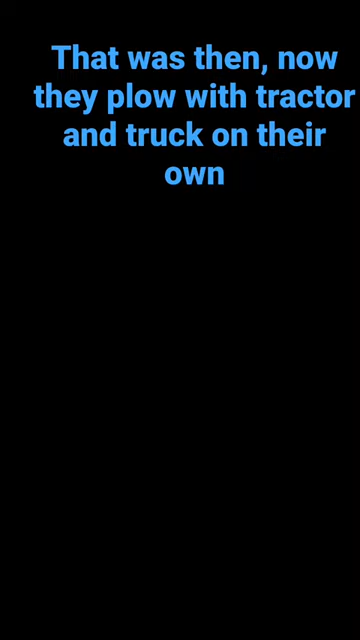 That was then, now
they plow with tractor
and truck on their
own